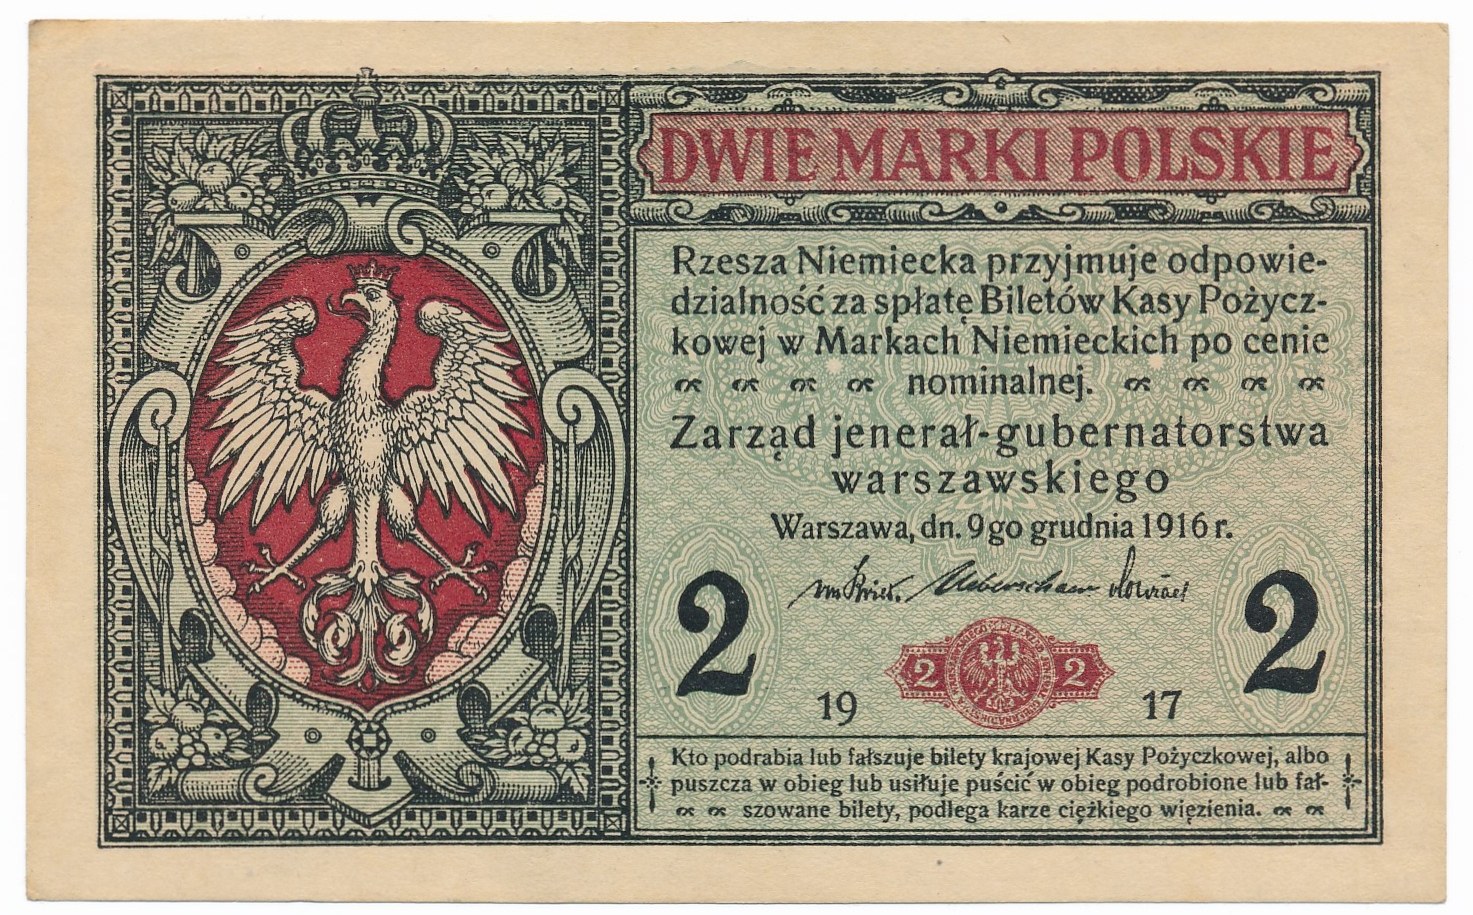 DWIE MARKI POLSKIE
Rzesza Niemiecka przyjmuje odpowie-
dzialność za spłatę Biletów Kasy Pożycz-
kowej w Markach Niemieckich po cenie
nominalnej.
Zarząd jenerał-gubernatorstwa
warszawskiego
Warszawa, dn. 9go grudnia 1916 r.
2 2
2 2
19 17
Kto podrabia lub fałszuje bilety krajowej Kasy Pożyczkowej, albo
puszcza w obieg lub usiłuje puścić w obieg podrobione lub fał-
szowane bilety, podlega karze ciężkiego więzienia.